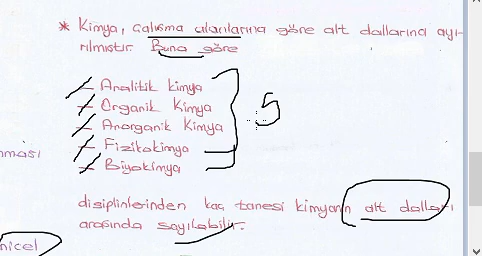 * Kimya, çalışma alanlarına göre alt dallarına ayı-
rılmıştır. Buna göre
- Analitik kimya
- Organik Kimya
- Anorganik Kimya
- Fizikokimya
- Biyokimya
5
nması
disiplinlerinden kaç tanesi kimyanın alt dalları
arasında sayılabilir.
nicel